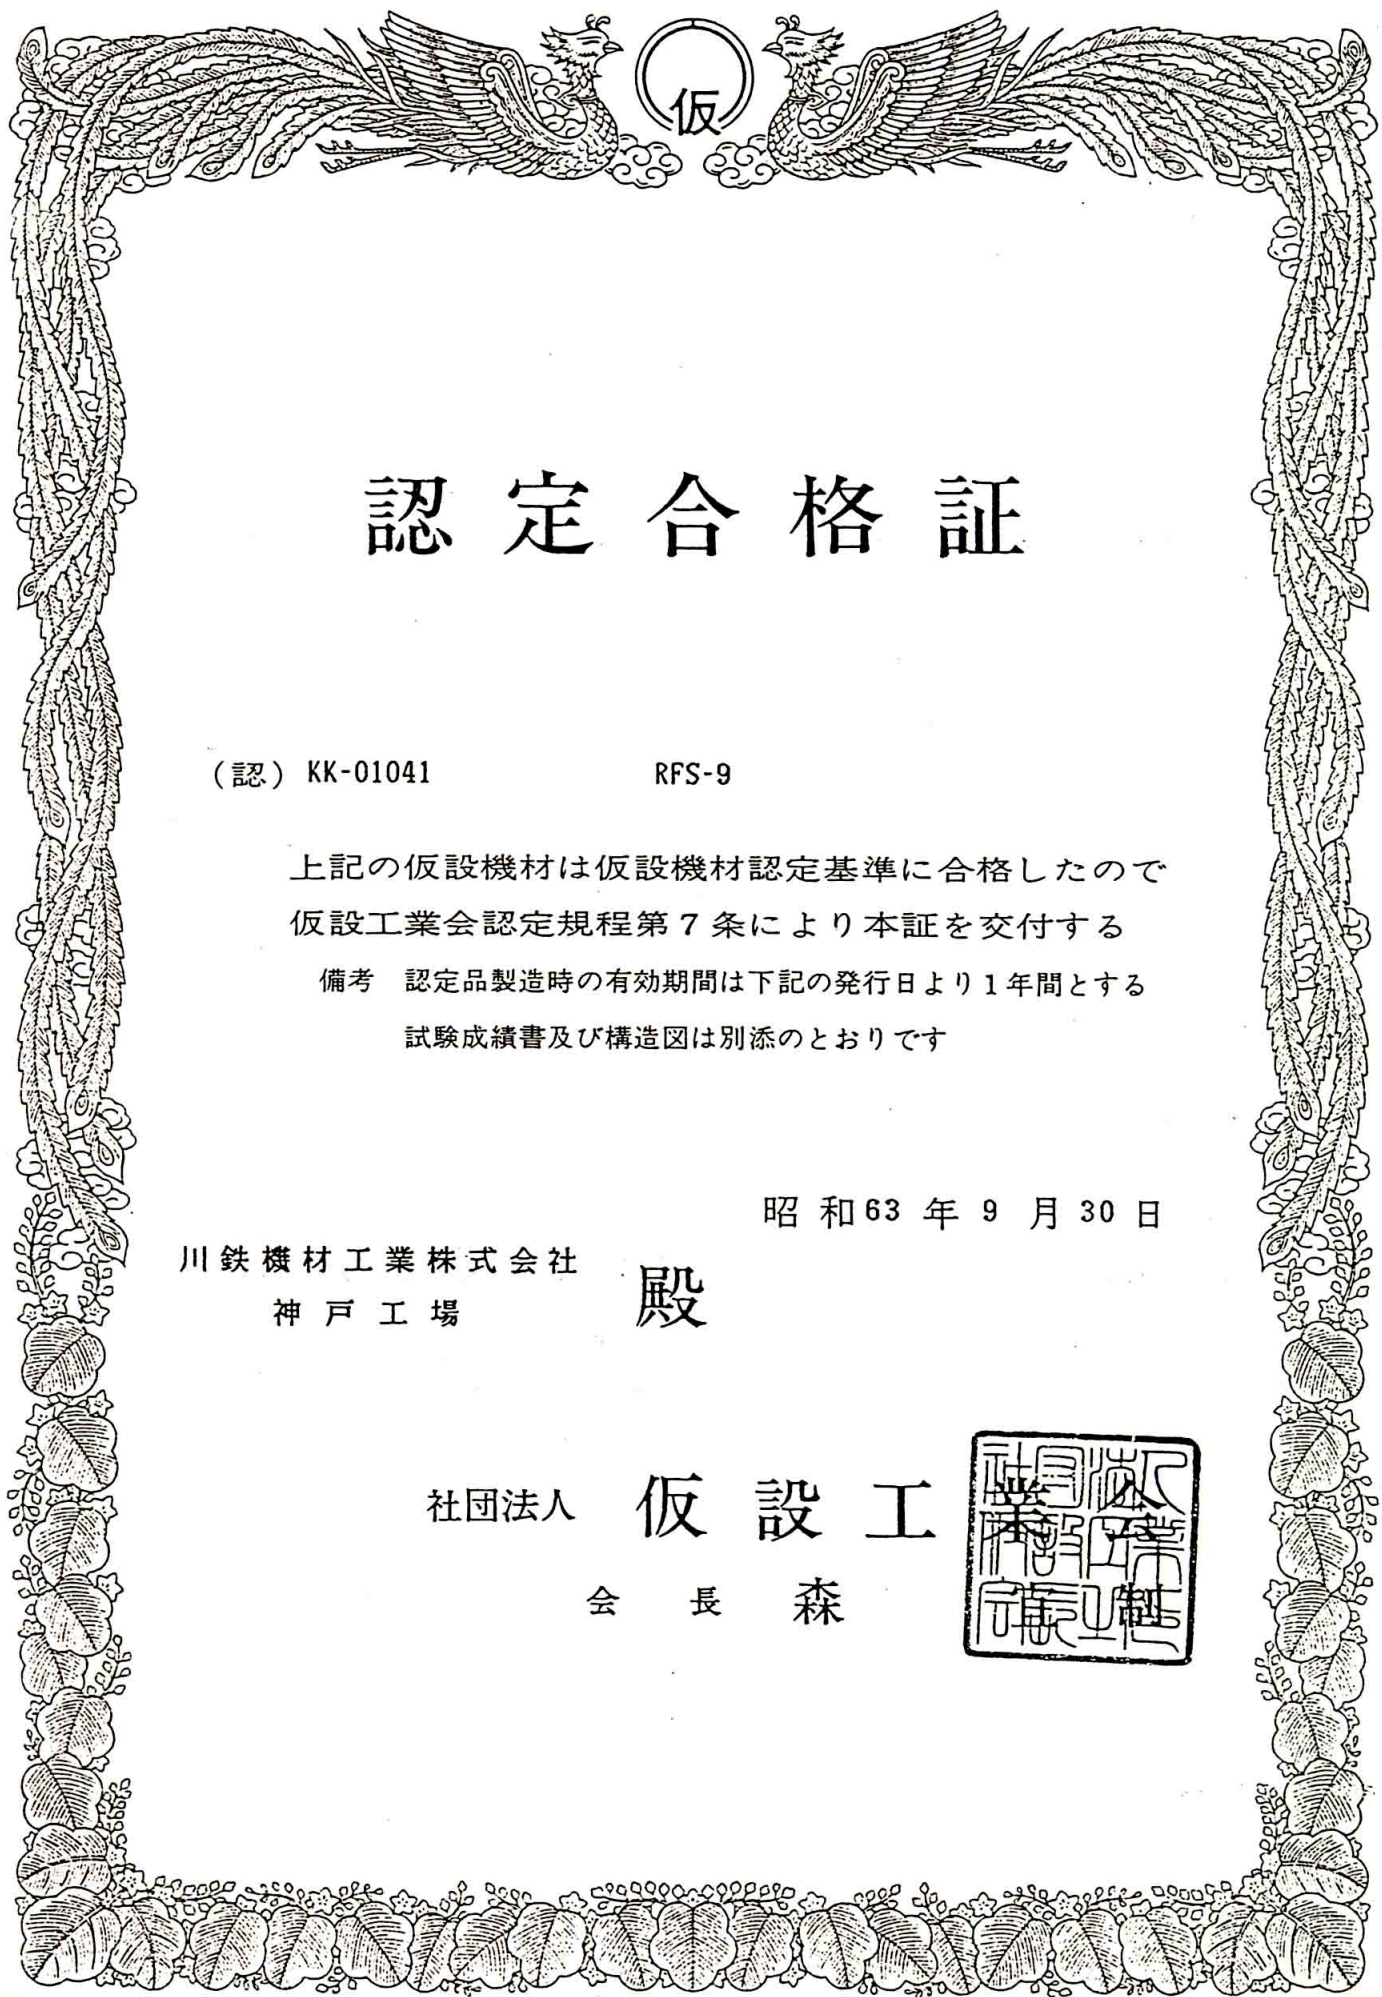 仮
認定合格証
(認) KK-01041 RFS-9
上記の仮設機材は仮設機材認定基準に合格したので
仮設工業会認定規程第7条により本証を交付する
備考 認定品製造時の有効期間は下記の発行日より1年間とする
試験成績書及び構造図は別添のとおりです
昭和63年9月30日
川鉄機材工業株式会社
神戸工場
殿
社団法人 仮設工業会
会長 森